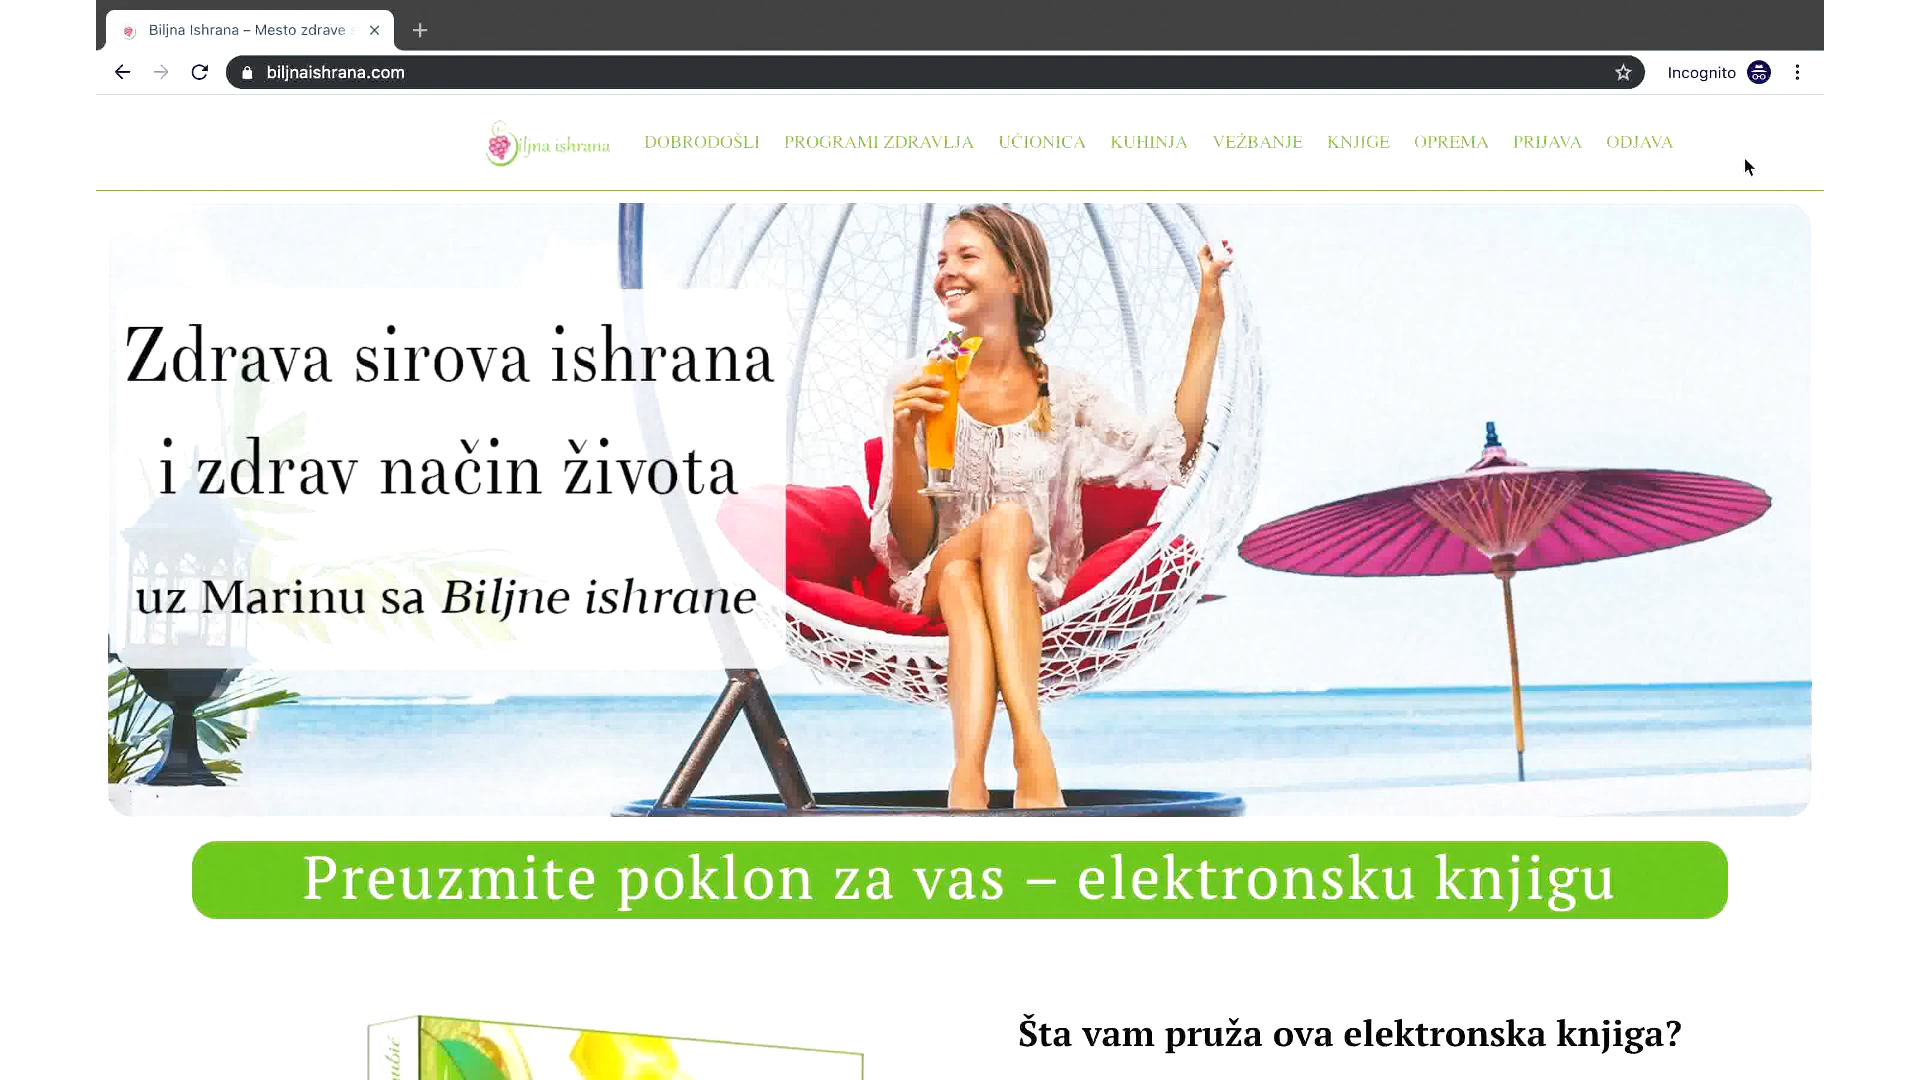 Biljna Ishrana – Mesto zdrave
biljnaishrana.com
Incognito
Biljna ishrana
DOBRODOŠLI PROGRAMI ZDRAVLJA UČIONICA KUHINJA VEŽBANJE KNJIGE OPREMA PRIJAVA ODJAVA
Zdrava sirova ishrana
i zdrav način života
uz Marinu sa Biljne ishrane
Preuzmite poklon za vas – elektronsku knjigu
Šta vam pruža ova elektronska knjiga?